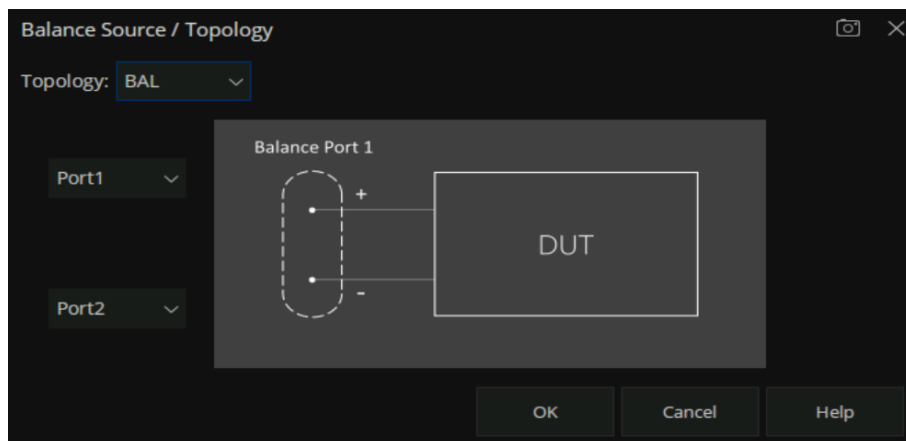 Balance Source / Topology
Topology: BAL
Balance Port 1
Port1
+
DUT
Port2
-
OK Cancel Help